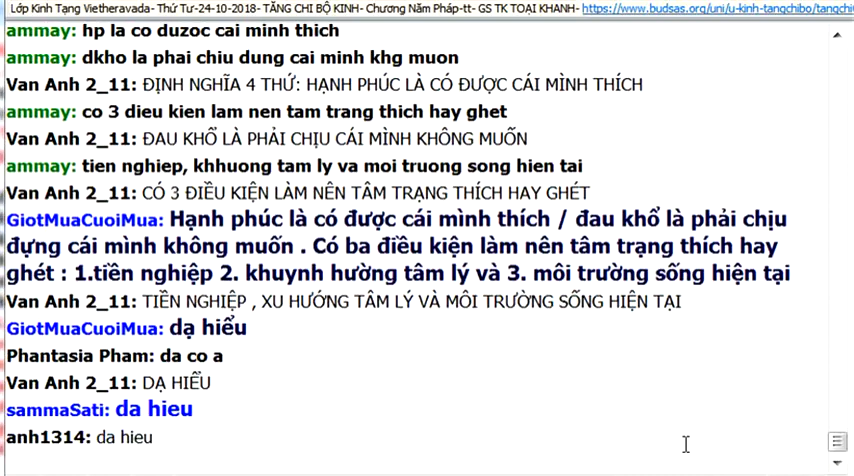 Lớp Kinh Tạng Vietheravada- Thứ Tư-24-10-2018- TĂNG CHI BỘ KINH- Chương Năm Pháp-tt- GS TK TOẠI KHANH- https://www.budsas.org/uni/u-kinh-tangchibo/tangchi
ammay: hp la co duzoc cai minh thich
ammay: dkho la phai chiu dung cai minh khg muon
Van Anh 2_11: ĐỊNH NGHĨA 4 THỨ: HẠNH PHÚC LÀ CÓ ĐƯỢC CÁI MÌNH THÍCH
ammay: co 3 dieu kien lam nen tam trang thich hay ghet
Van Anh 2_11: ĐAU KHỔ LÀ PHẢI CHỊU CÁI MÌNH KHÔNG MUỐN
ammay: tien nghiep, khhuong tam ly va moi truong song hien tai
Van Anh 2_11: CÓ 3 ĐIỀU KIỆN LÀM NÊN TÂM TRẠNG THÍCH HAY GHÉT
GiotMuaCuoiMua: Hạnh phúc là có được cái mình thích / đau khổ là phải chịu
đựng cái mình không muốn . Có ba điều kiện làm nên tâm trạng thích hay
ghét : 1.tiền nghiệp 2. khuynh hường tâm lý và 3. môi trường sống hiện tại
Van Anh 2_11: TIỀN NGHIỆP , XU HƯỚNG TÂM LÝ VÀ MÔI TRƯỜNG SỐNG HIỆN TẠI
GiotMuaCuoiMua: dạ hiểu
Phantasia Pham: da co a
Van Anh 2_11: DẠ HIỂU
sammaSati: da hieu
anh1314: da hieu